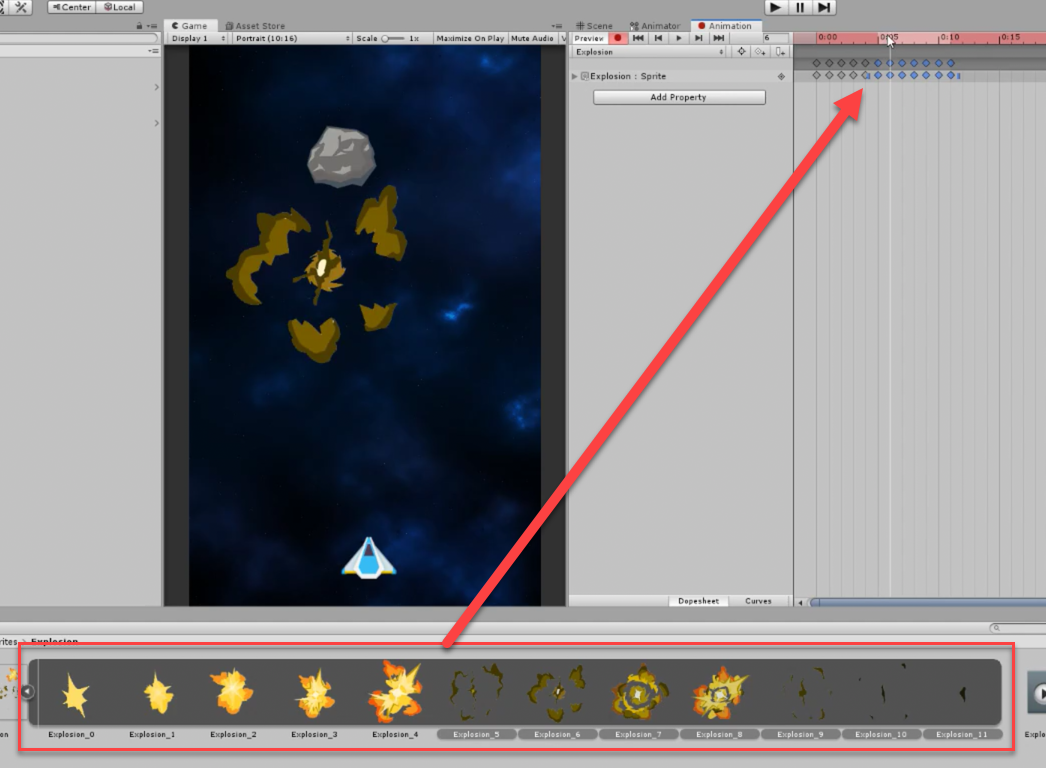 Center Local
Game Asset Store
Display 1 Portrait (10:16) Scale 1x Maximize On Play Mute Audio V
Scene Animator Animation
Preview 6 0:00 0:05 0:10 0:15
Explosion
Explosion : Sprite
Add Property
Dopesheet Curves
rites Explosion
on Explosion_0 Explosion_1 Explosion_2 Explosion_3 Explosion_4 Explosion_5 Explosion_6 Explosion_7 Explosion_8 Explosion_9 Explosion_10 Explosion_11 Explo